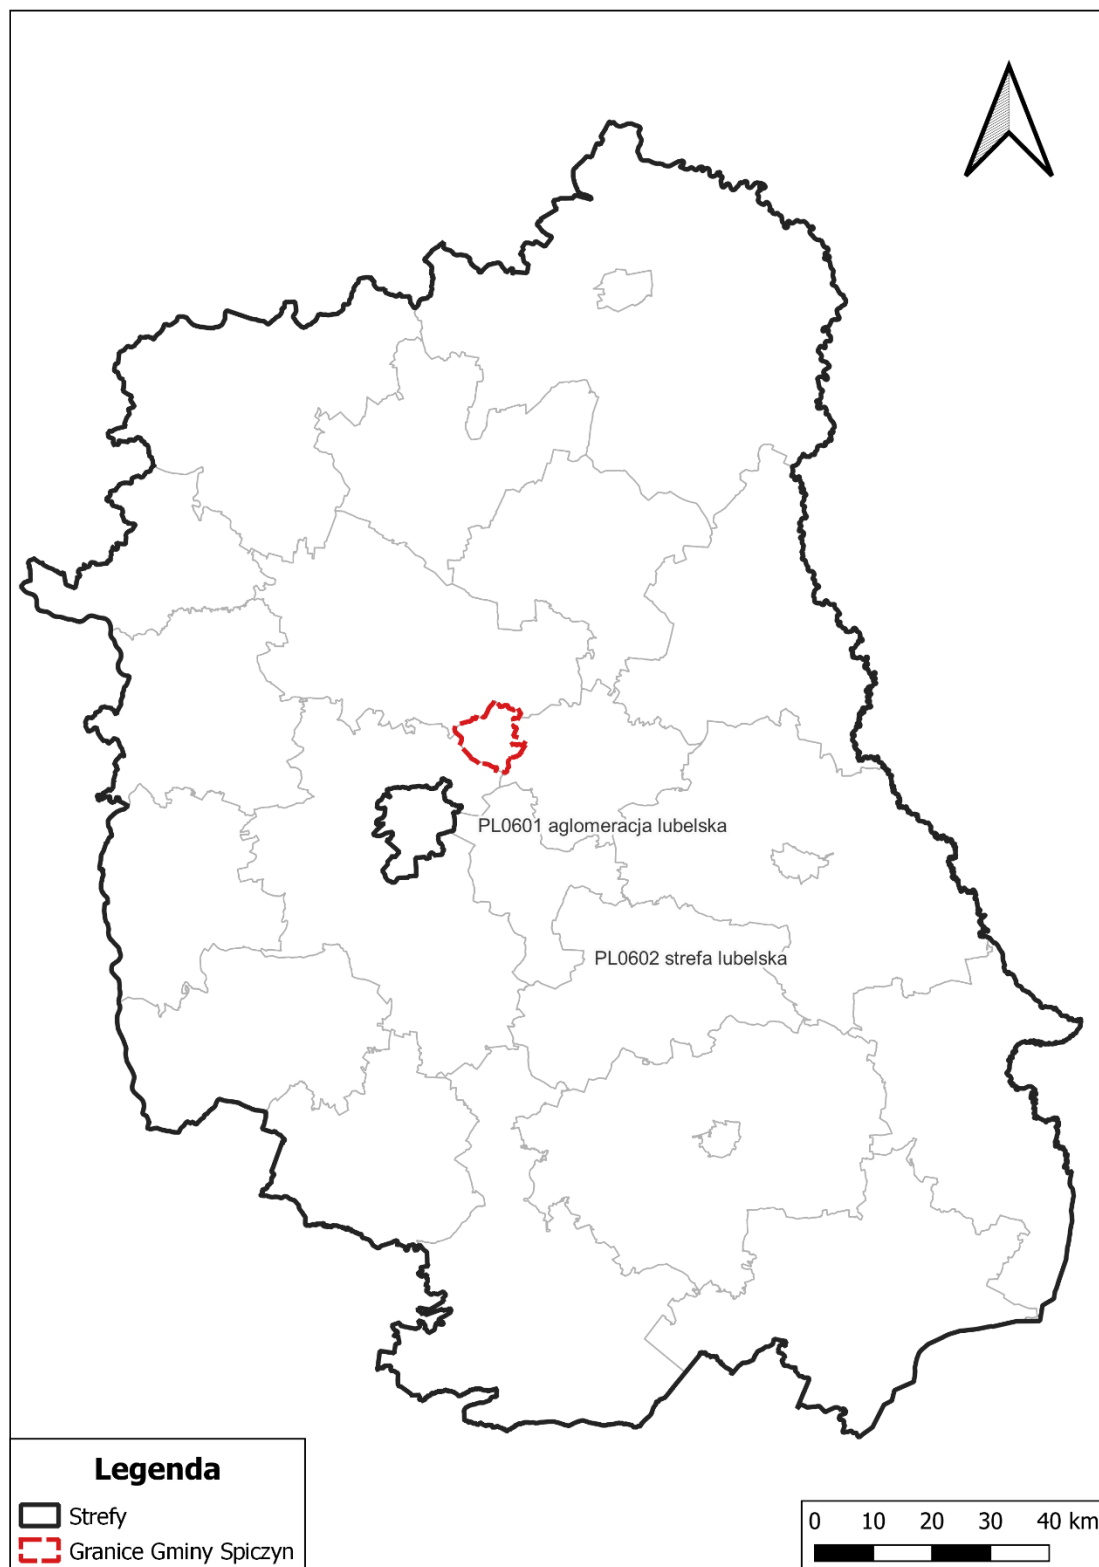 PL0601 aglomeracja lubelska
PL0602 strefa lubelska
Legenda
Strefy
Granice Gminy Spiczyn
0 10 20 30 40 km